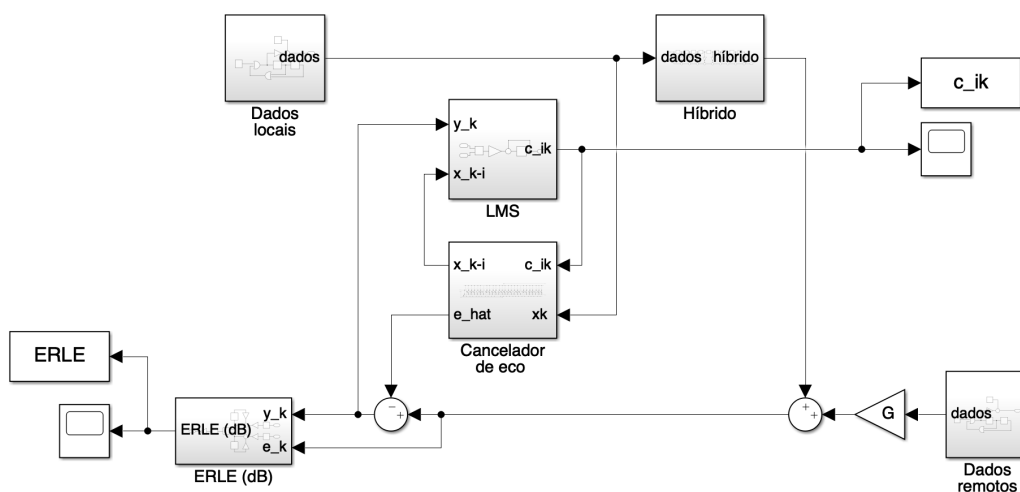 dados
Dados
locais
dados
híbrido
Híbrido
c_ik
y_k
c_ik
x_k-i
LMS
x_k-i
c_ik
e_hat
xk
Cancelador
de eco
ERLE
ERLE (dB)
y_k
e_k
ERLE (dB)
−
+
+
+
G
dados
Dados
remotos